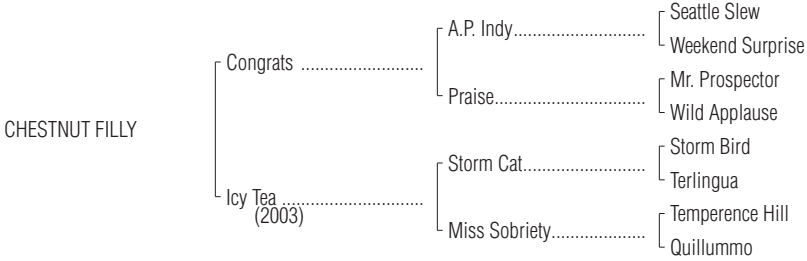 Seattle Slew
A.P. Indy..............................
Weekend Surprise
Congrats ...........................
Mr. Prospector
Praise..................................
Wild Applause
CHESTNUT FILLY
Storm Bird
Storm Cat............................
Terlingua
Icy Tea ................................
(2003)
Temperence Hill
Miss Sobriety.....................
Quillummo